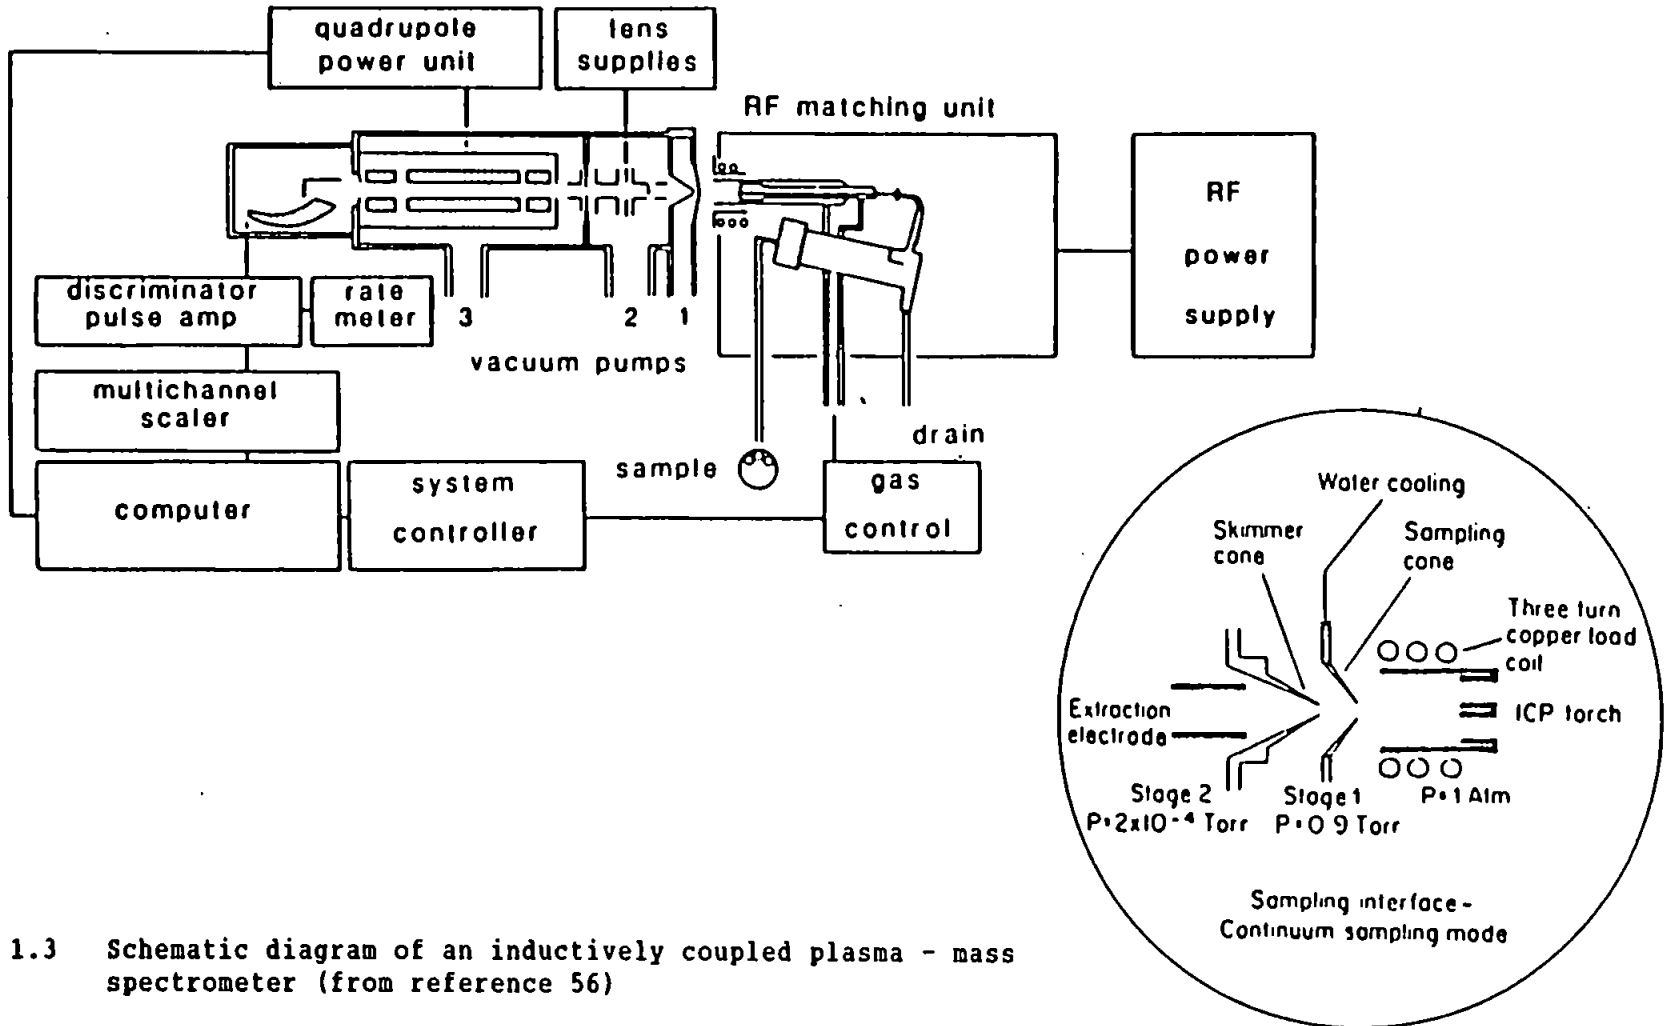 quadrupole
power unit
lens
supplies
RF matching unit
RF
power
supply
discriminator
pulse amp
rate
meter
3
2
1
vacuum pumps
multichannel
scaler
drain
sample
computer
system
controller
gas
control
Water cooling
Skimmer
cone
Sampling
cone
Three turn
copper load
coil
Extraction
electrode
ICP torch
Stage 2
P=2x10-4 Torr
Stage 1
P=0.9 Torr
P=1 Atm
Sampling interface-
Continuum sampling mode
1.3 Schematic diagram of an inductively coupled plasma - mass
spectrometer (from reference 56)